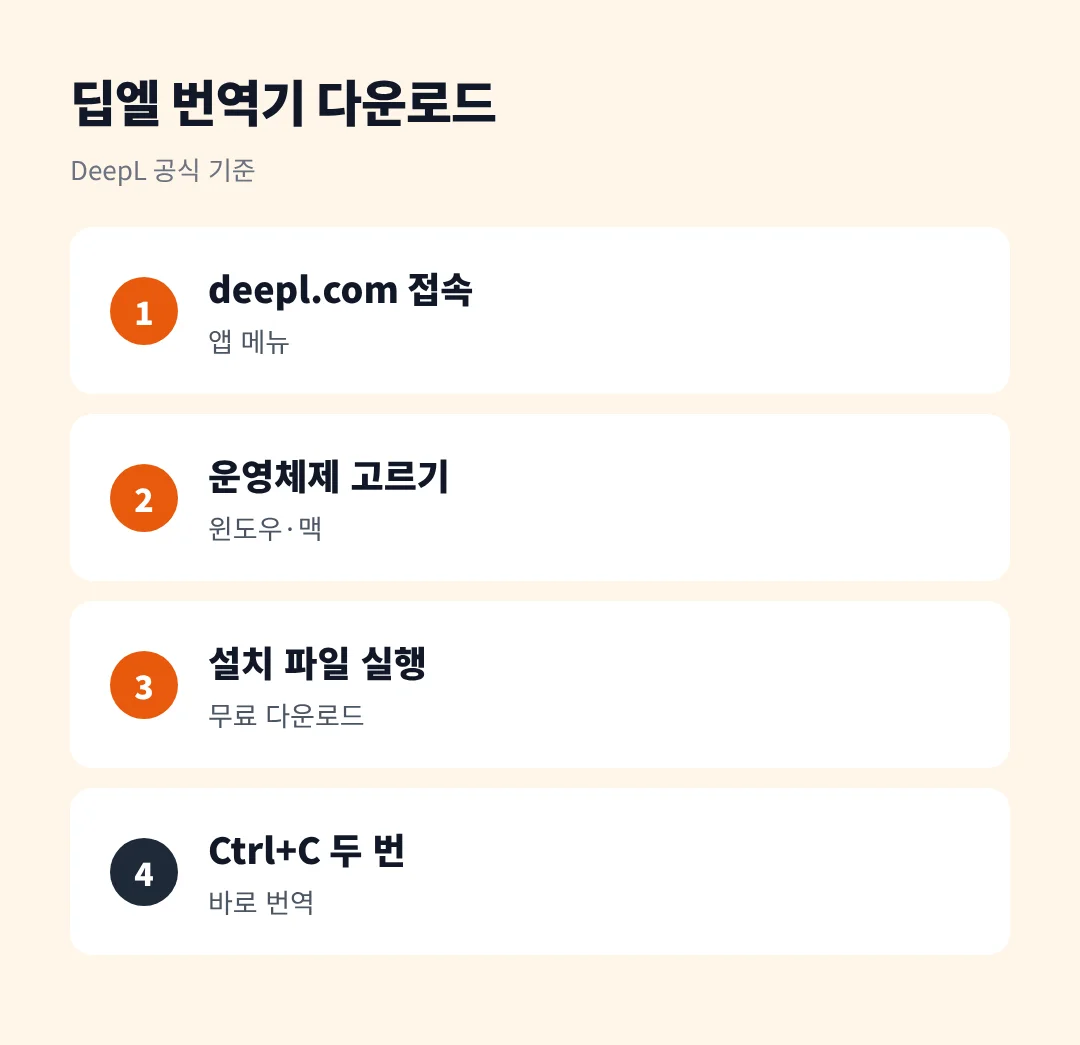 딥엘 번역기 다운로드
DeepL 공식 기준
1
deepl.com 접속
앱 메뉴
2
운영체제 고르기
윈도우·맥
3
설치 파일 실행
무료 다운로드
4
Ctrl+C 두 번
바로 번역